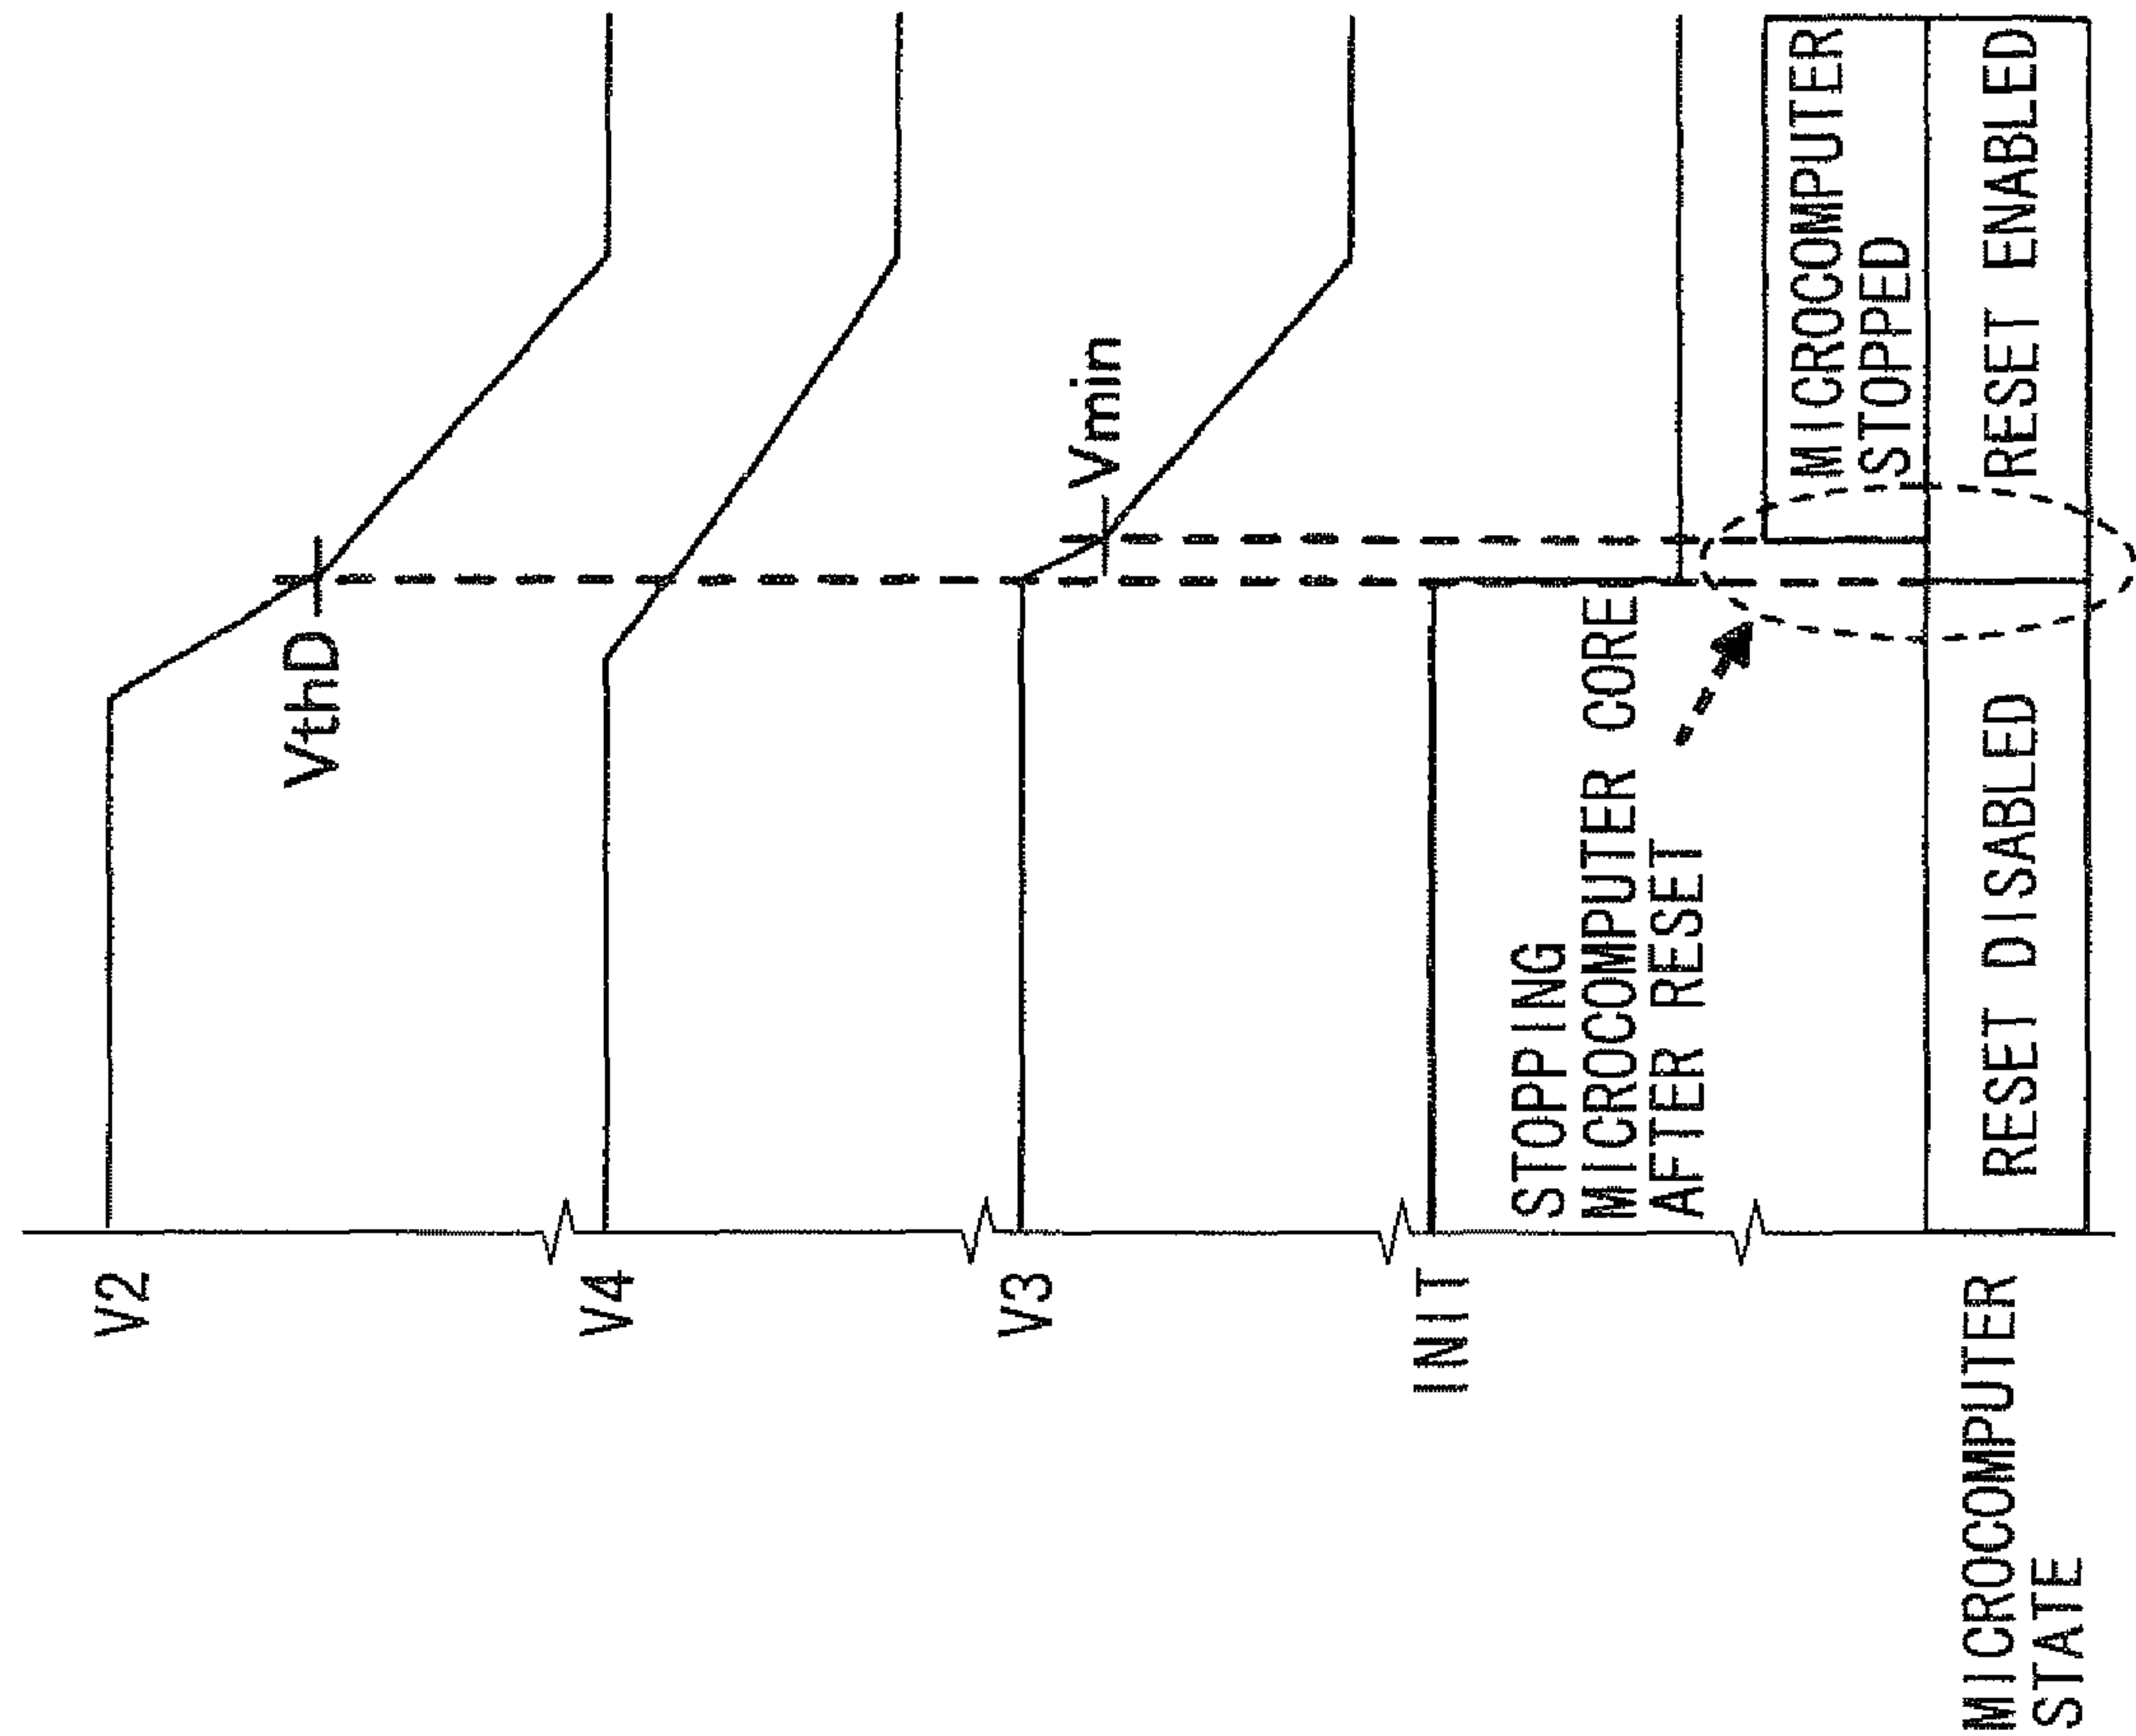 V2
VthD
V4
V3
Vmin
INIT
STOPPING
MICROCOMPUTER CORE
AFTER RESET
MICROCOMPUTER
STOPPED
MICROCOMPUTER
STATE
RESET DISABLED
RESET ENABLED